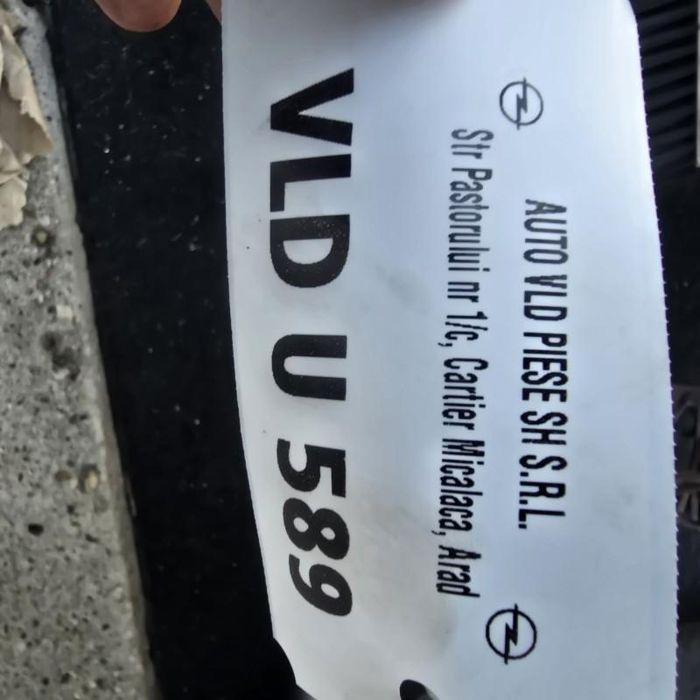 AUTO VLD PIESE SH S.R.L.
Str Pastorului nr 1/c, Cartier Micalaca, Arad
VLD U 589